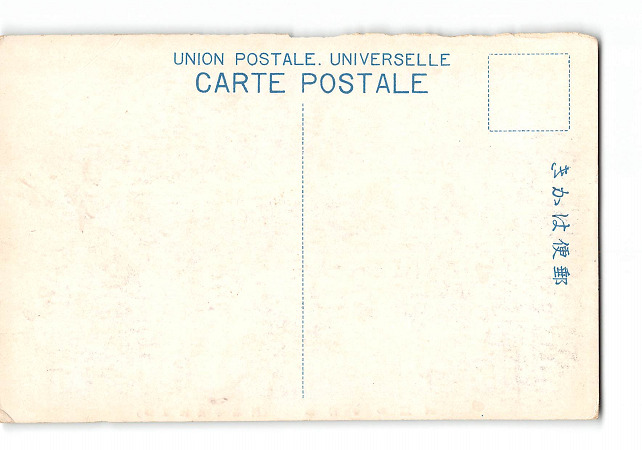 UNION POSTALE. UNIVERSELLE
CARTE POSTALE
きかは便郵